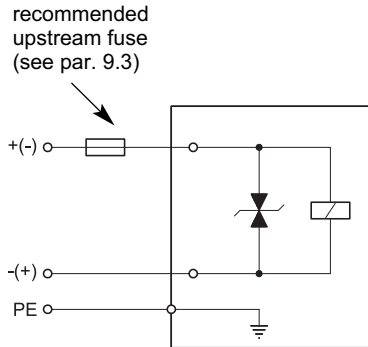 recommended
upstream fuse
(see par. 9.3)
+(-)
-(+)
PE